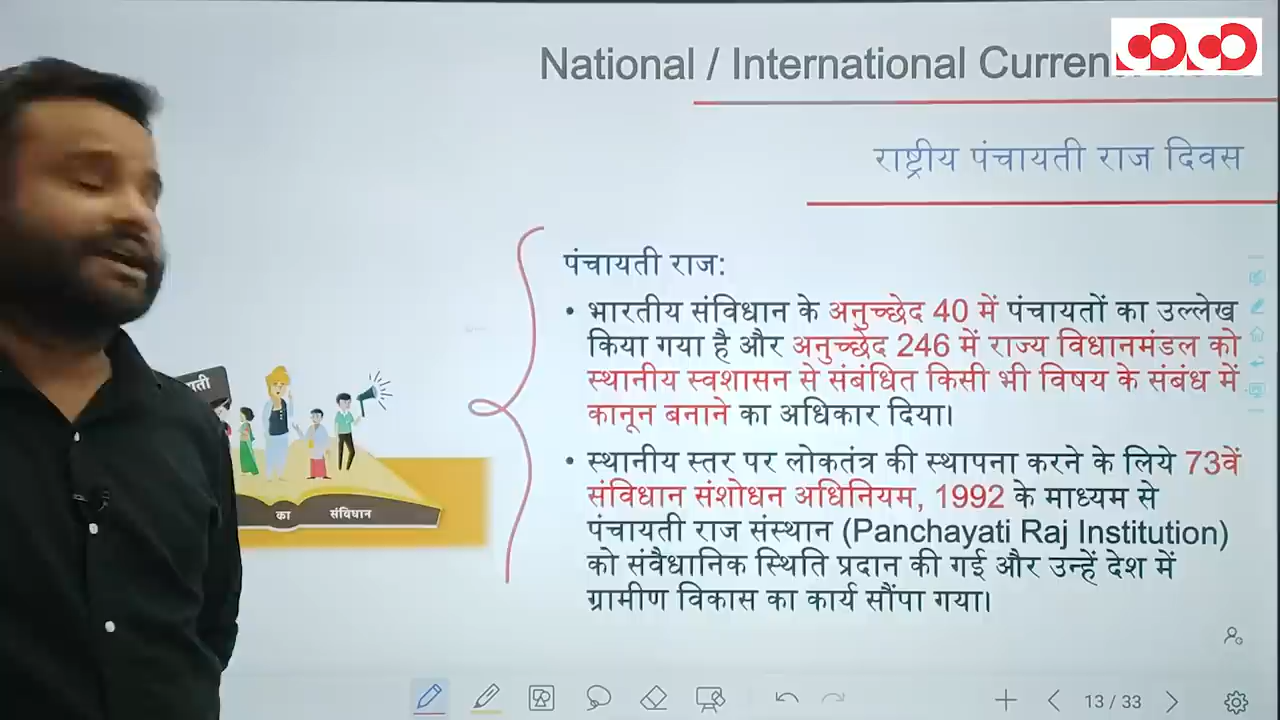 National / International Curren
राष्ट्रीय पंचायती राज दिवस
पंचायती राज:
• भारतीय संविधान के अनुच्छेद 40 में पंचायतों का उल्लेख
किया गया है और अनुच्छेद 246 में राज्य विधानमंडल को
स्थानीय स्वशासन से संबंधित किसी भी विषय के संबंध में
कानून बनाने का अधिकार दिया।
• स्थानीय स्तर पर लोकतंत्र की स्थापना करने के लिये 73वें
संविधान संशोधन अधिनियम, 1992 के माध्यम से
पंचायती राज संस्थान (Panchayati Raj Institution)
को संवैधानिक स्थिति प्रदान की गई और उन्हें देश में
ग्रामीण विकास का कार्य सौंपा गया।
यती
का संविधान
13 / 33